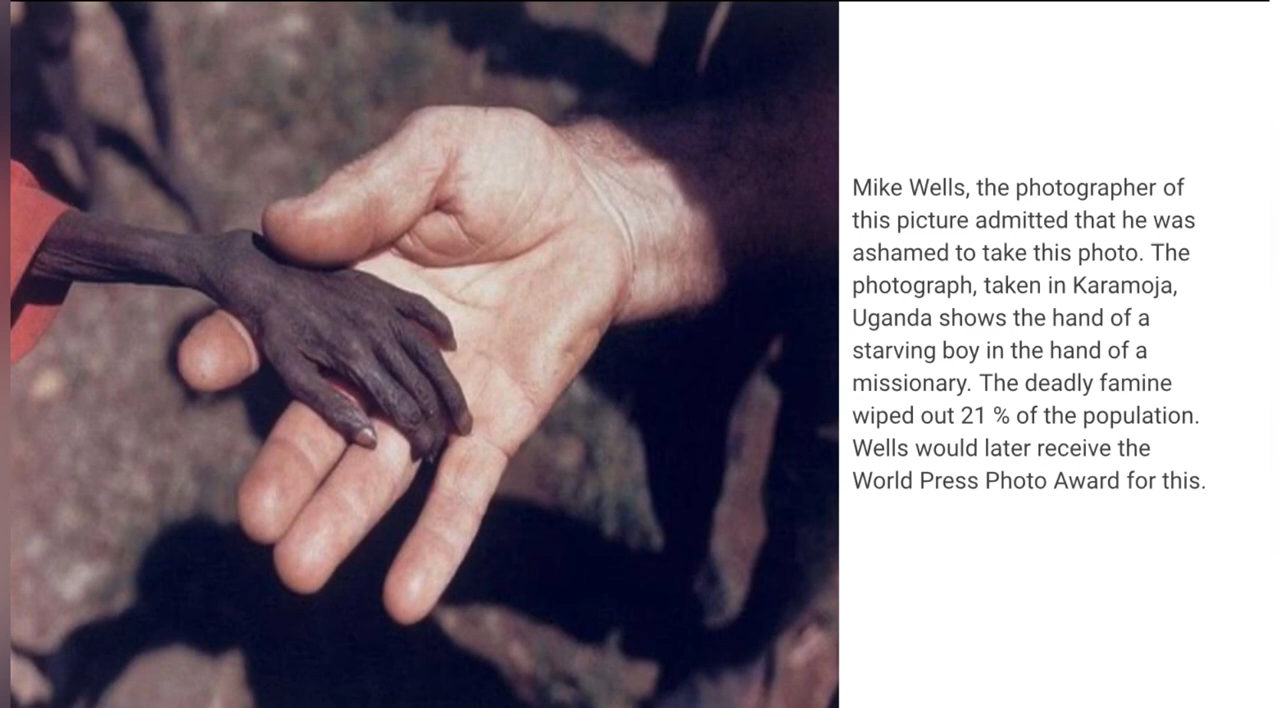 Mike Wells, the photographer of
this picture admitted that he was
ashamed to take this photo. The
photograph, taken in Karamoja,
Uganda shows the hand of a
starving boy in the hand of a
missionary. The deadly famine
wiped out 21 % of the population.
Wells would later receive the
World Press Photo Award for this.